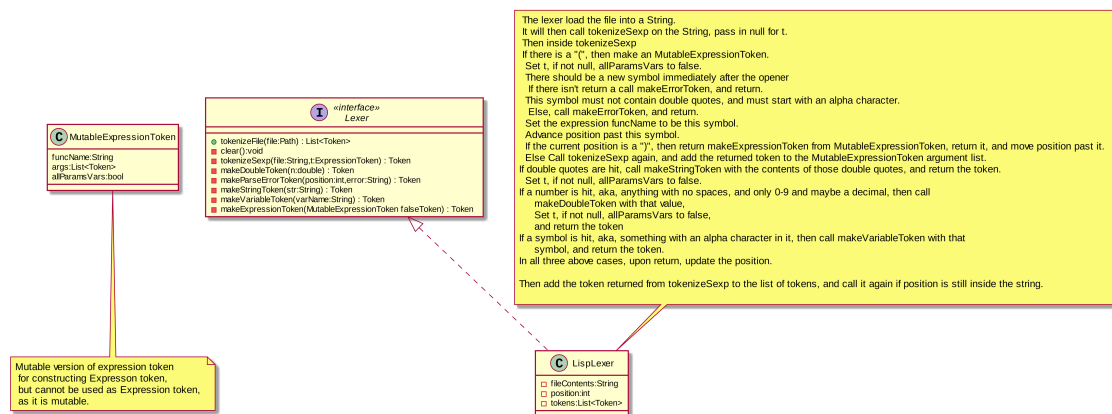 The lexer load the file into a String.
It will then call tokenizeSexp on the String, pass in null for t.
Then inside tokenizeSexp
If there is a "(", then make an MutableExpressionToken.
Set t, if not null, allParamsVars to false.
There should be a new symbol immediately after the opener
If there isn't return a call makeErrorToken, and return.
This symbol must not contain double quotes, and must start with an alpha character.
Else, call makeErrorToken, and return.
Set the expression funcName to be this symbol.
Advance position past this symbol.
If the current position is a ")", then return makeExpressionToken from MutableExpressionToken, return it, and move position past it.
Else Call tokenizeSexp again, and add the returned token to the MutableExpressionToken argument list.
If double quotes are hit, call makeStringToken with the contents of those double quotes, and return the token.
Set t, if not null, allParamsVars to false.
If a number is hit, aka, anything with no spaces, and only 0-9 and maybe a decimal, then call
makeDoubleToken with that value,
Set t, if not null, allParamsVars to false,
and return the token
If a symbol is hit, aka, something with an alpha character in it, then call makeVariableToken with that
symbol, and return the token.
In all three above cases, upon return, update the position.
Then add the token returned from tokenizeSexp to the list of tokens, and call it again if position is still inside the string.
C MutableExpressionToken
funcName:String
args:List<Token>
allParamsVars:bool
I «interface»
Lexer
tokenizeFile(file:Path) : List<Token>
clear():void
tokenizeSexp(file:String,t:ExpressionToken) : Token
makeDoubleToken(n:double) : Token
makeParseErrorToken(position:int,error:String) : Token
makeStringToken(str:String) : Token
makeVariableToken(varName:String) : Token
makeExpressionToken(MutableExpressionToken falseToken) : Token
Mutable version of expression token
for constructing Expresson token,
but cannot be used as Expression token,
as it is mutable.
C LispLexer
fileContents:String
position:int
tokens:List<Token>